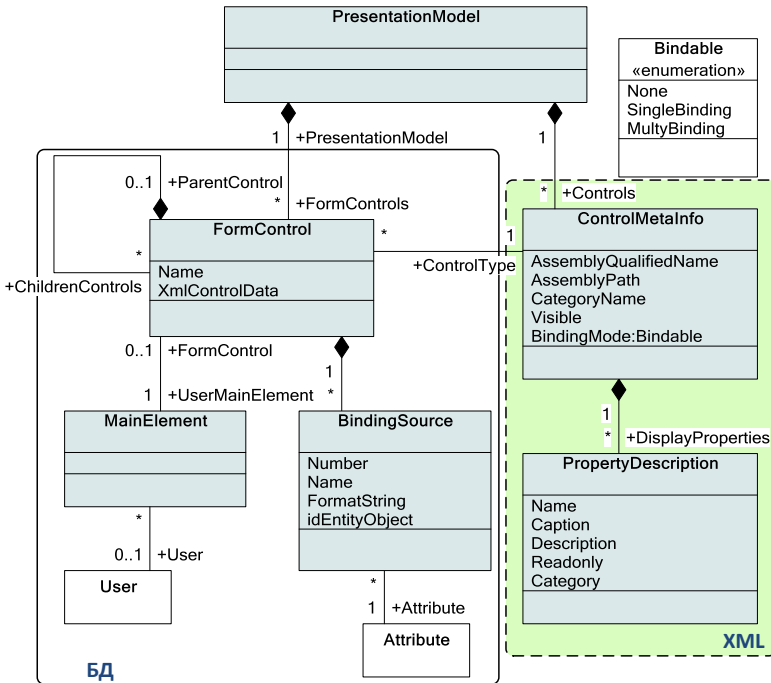 PresentationModel
Bindable
«enumeration»
None
SingleBinding
MultyBinding
1 +PresentationModel
1
0..1 +ParentControl
* +FormControls
* +Controls
FormControl
Name
XmlControlData
*
+ChildrenControls
*
1
+ControlType
ControlMetaInfo
AssemblyQualifiedName
AssemblyPath
CategoryName
Visible
BindingMode:Bindable
0..1 +FormControl
1 +UserMainElement
1
*
1
* +DisplayProperties
MainElement
BindingSource
Number
Name
FormatString
idEntityObject
PropertyDescription
Name
Caption
Description
Readonly
Category
*
0..1 +User
User
*
1 +Attribute
Attribute
БД
XML